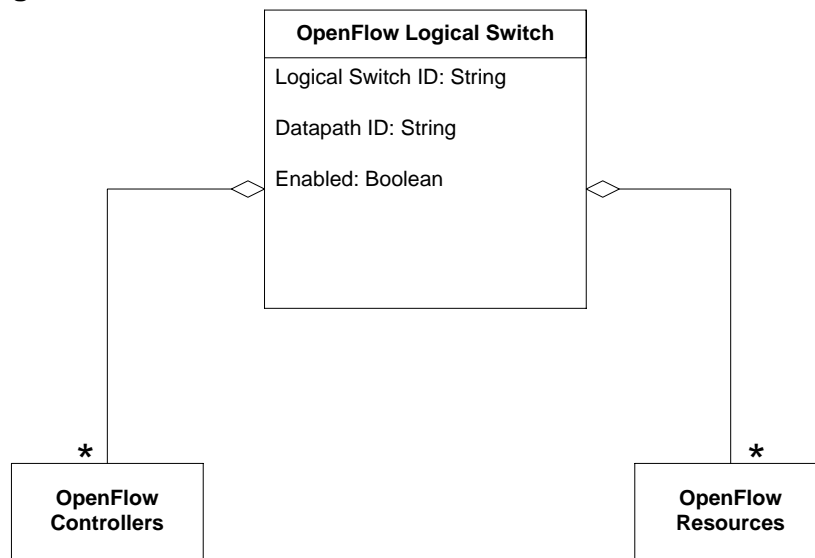 OpenFlow Logical Switch
Logical Switch ID: String
Datapath ID: String
Enabled: Boolean
*
*
OpenFlow
Controllers
OpenFlow
Resources